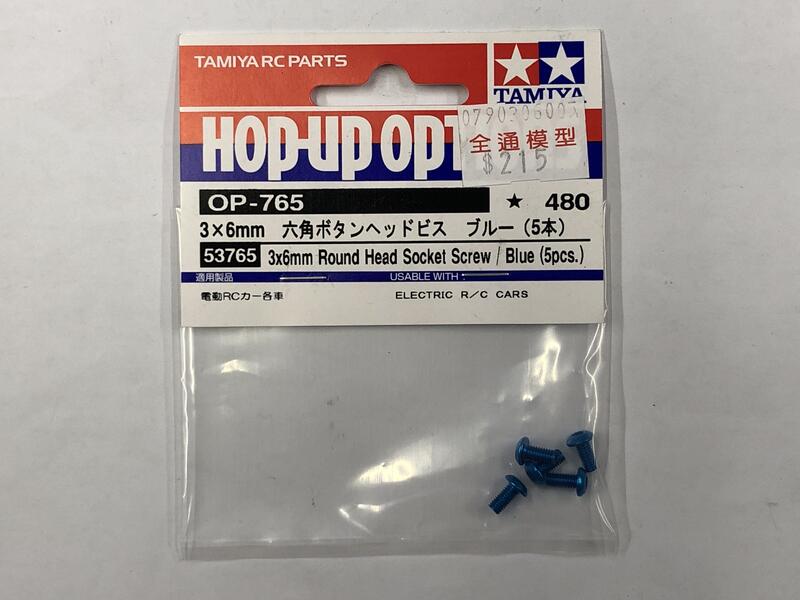 TAMIYA RC PARTS
TAMIYA
HOP-UP OPT
0790306003
全通模型
$215
OP-765 ★ 480
3×6mm 六角ボタンヘッドビス ブルー (5本)
53765 3x6mm Round Head Socket Screw / Blue (5pcs.)
適用製品 USABLE WITH :
電動RCカー各車 ELECTRIC R/C CARS